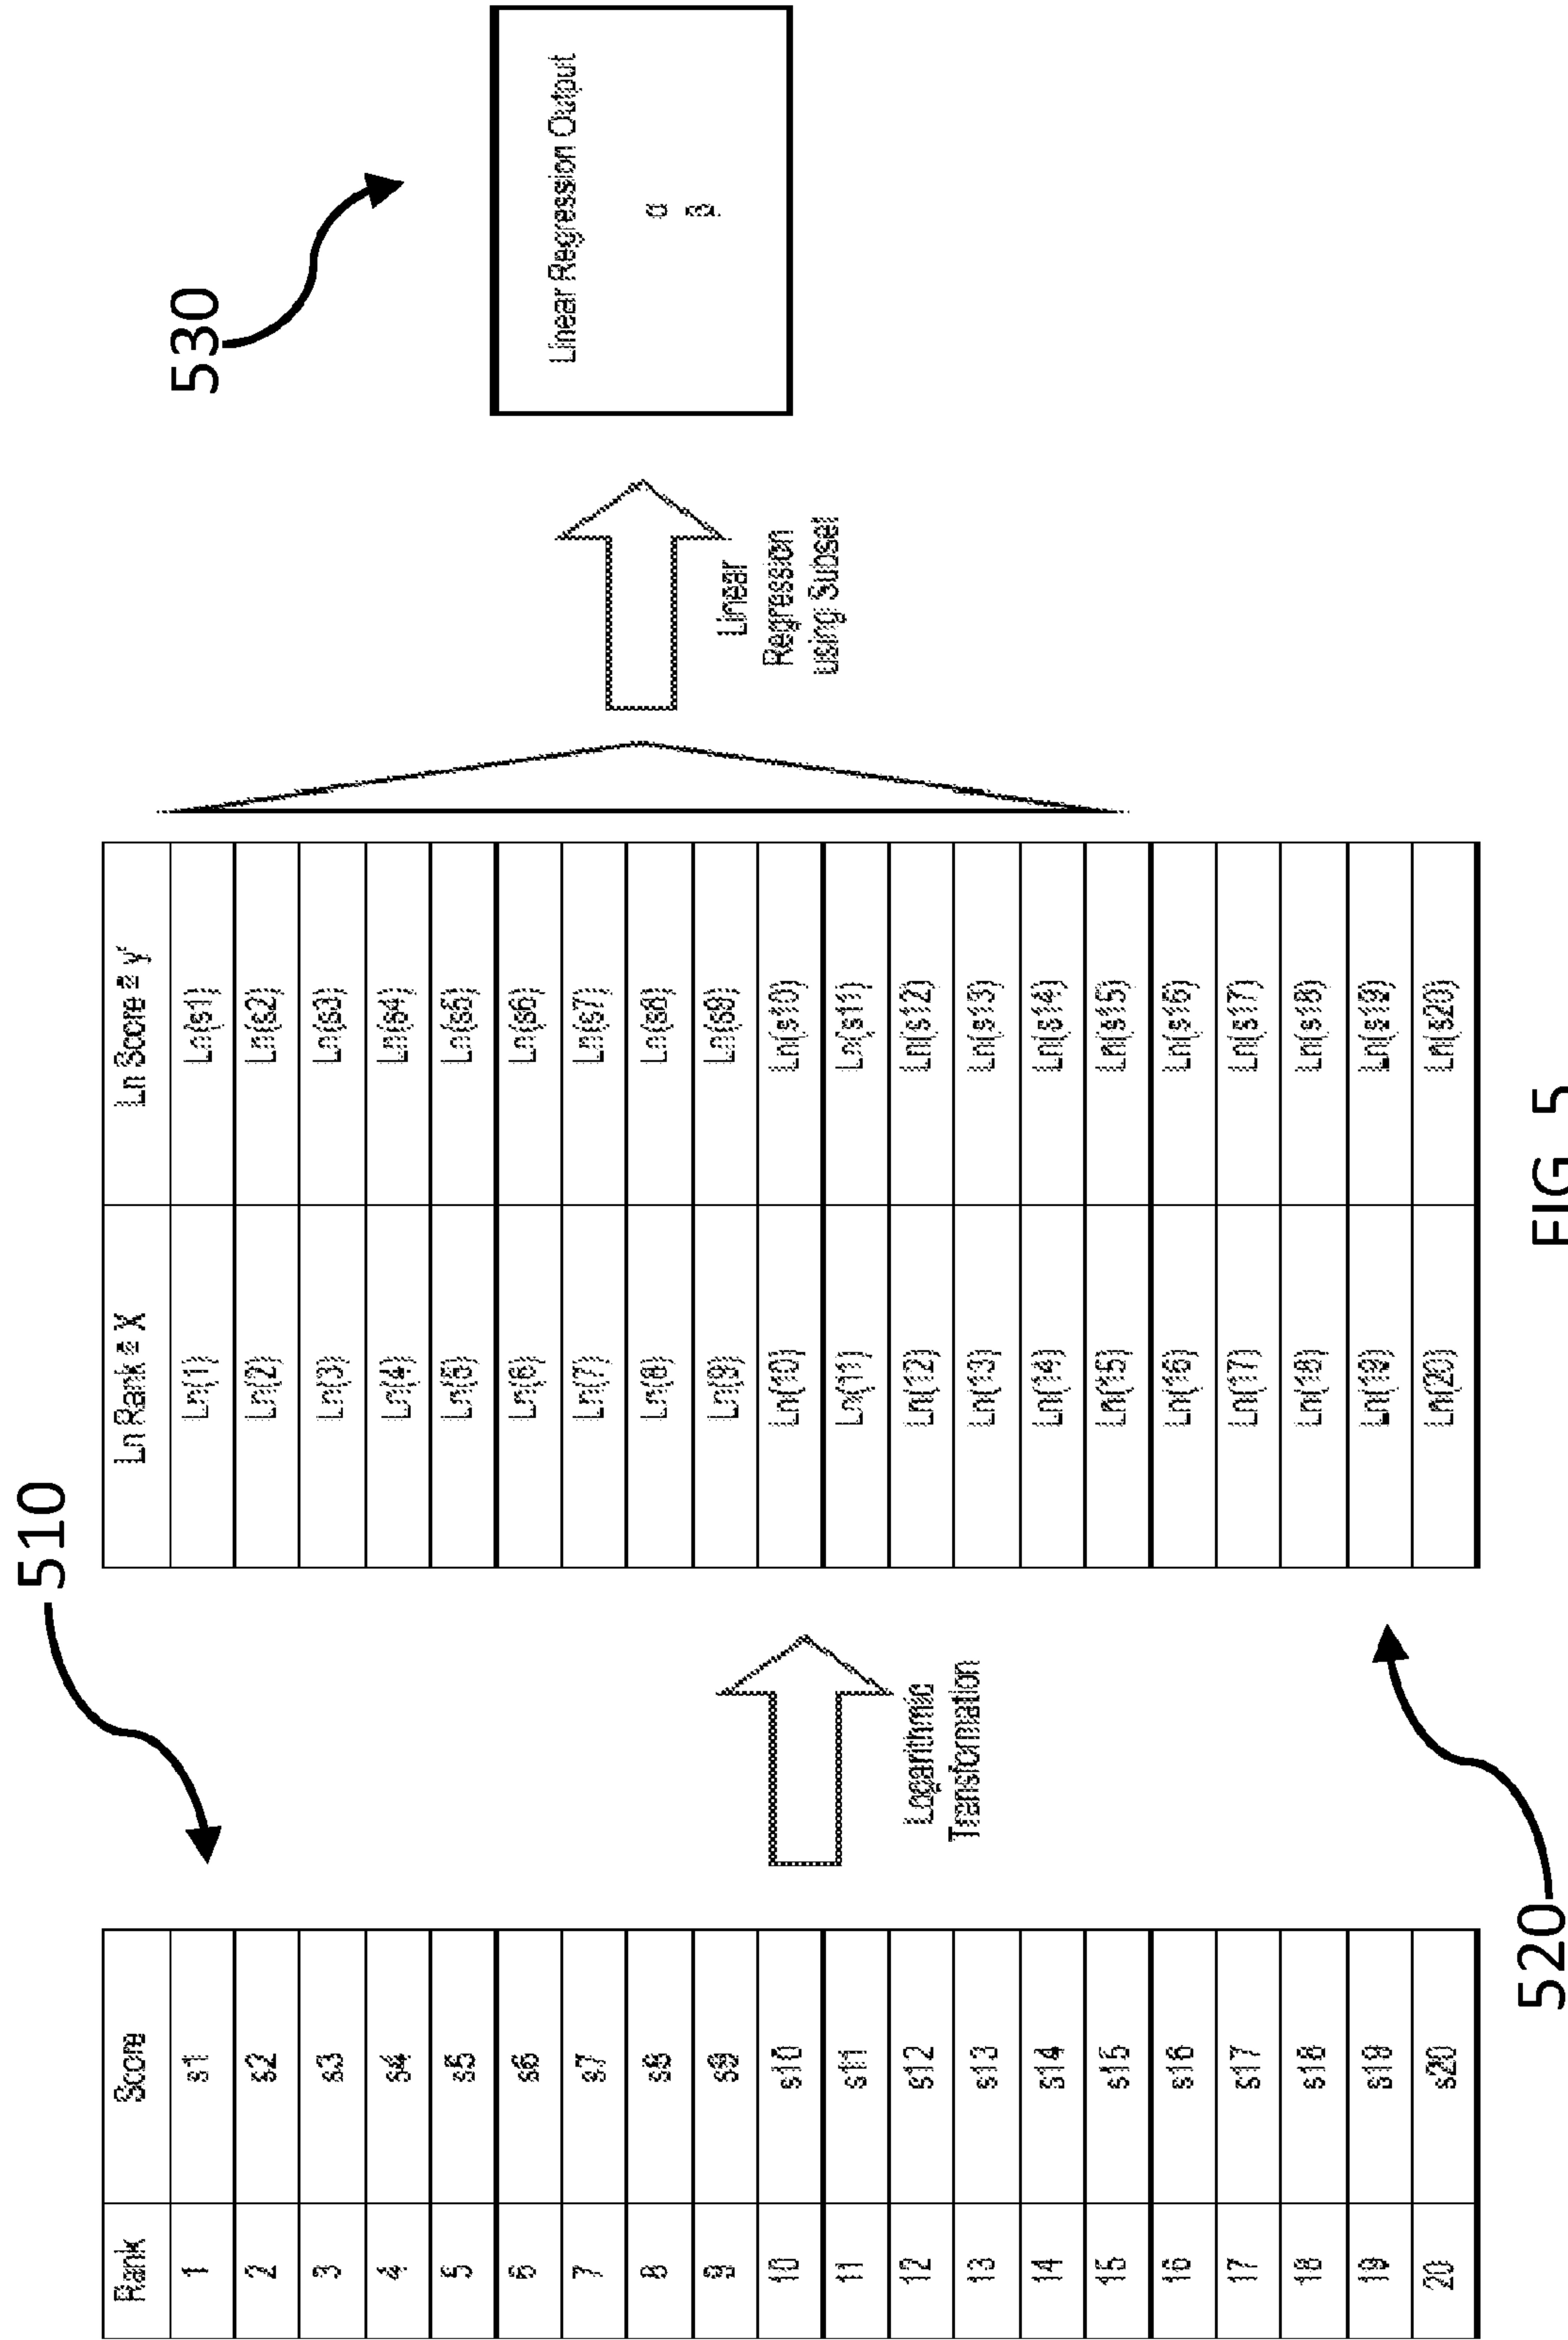 510
530
Rank Score
1 s1
2 s2
3 s3
4 s4
5 s5
6 s6
7 s7
8 s8
9 s9
10 s10
11 s11
12 s12
13 s13
14 s14
15 s15
16 s16
17 s17
18 s18
19 s19
20 s20
Logarithmic
Transformation
Ln Rank = X Ln Score = y'
Ln(1) Ln(s1)
Ln(2) Ln(s2)
Ln(3) Ln(s3)
Ln(4) Ln(s4)
Ln(5) Ln(s5)
Ln(6) Ln(s6)
Ln(7) Ln(s7)
Ln(8) Ln(s8)
Ln(9) Ln(s9)
Ln(10) Ln(s10)
Ln(11) Ln(s11)
Ln(12) Ln(s12)
Ln(13) Ln(s13)
Ln(14) Ln(s14)
Ln(15) Ln(s15)
Ln(16) Ln(s16)
Ln(17) Ln(s17)
Ln(18) Ln(s18)
Ln(19) Ln(s19)
Ln(20) Ln(s20)
Linear
Regression
using Subset
Linear Regression Output
α
β
520
FIG. 5